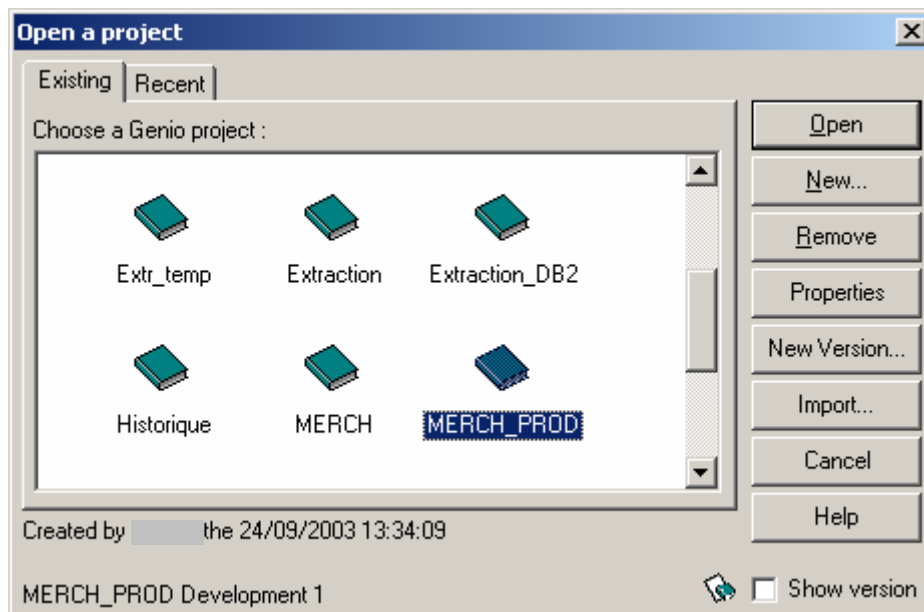 Open a project
Existing
Recent
Choose a Genio project :
Extr_temp
Extraction
Extraction_DB2
Historique
MERCH
MERCH_PROD
Open
New...
Remove
Properties
New Version...
Import...
Cancel
Help
Created by the 24/09/2003 13:34:09
MERCH_PROD Development 1
Show version